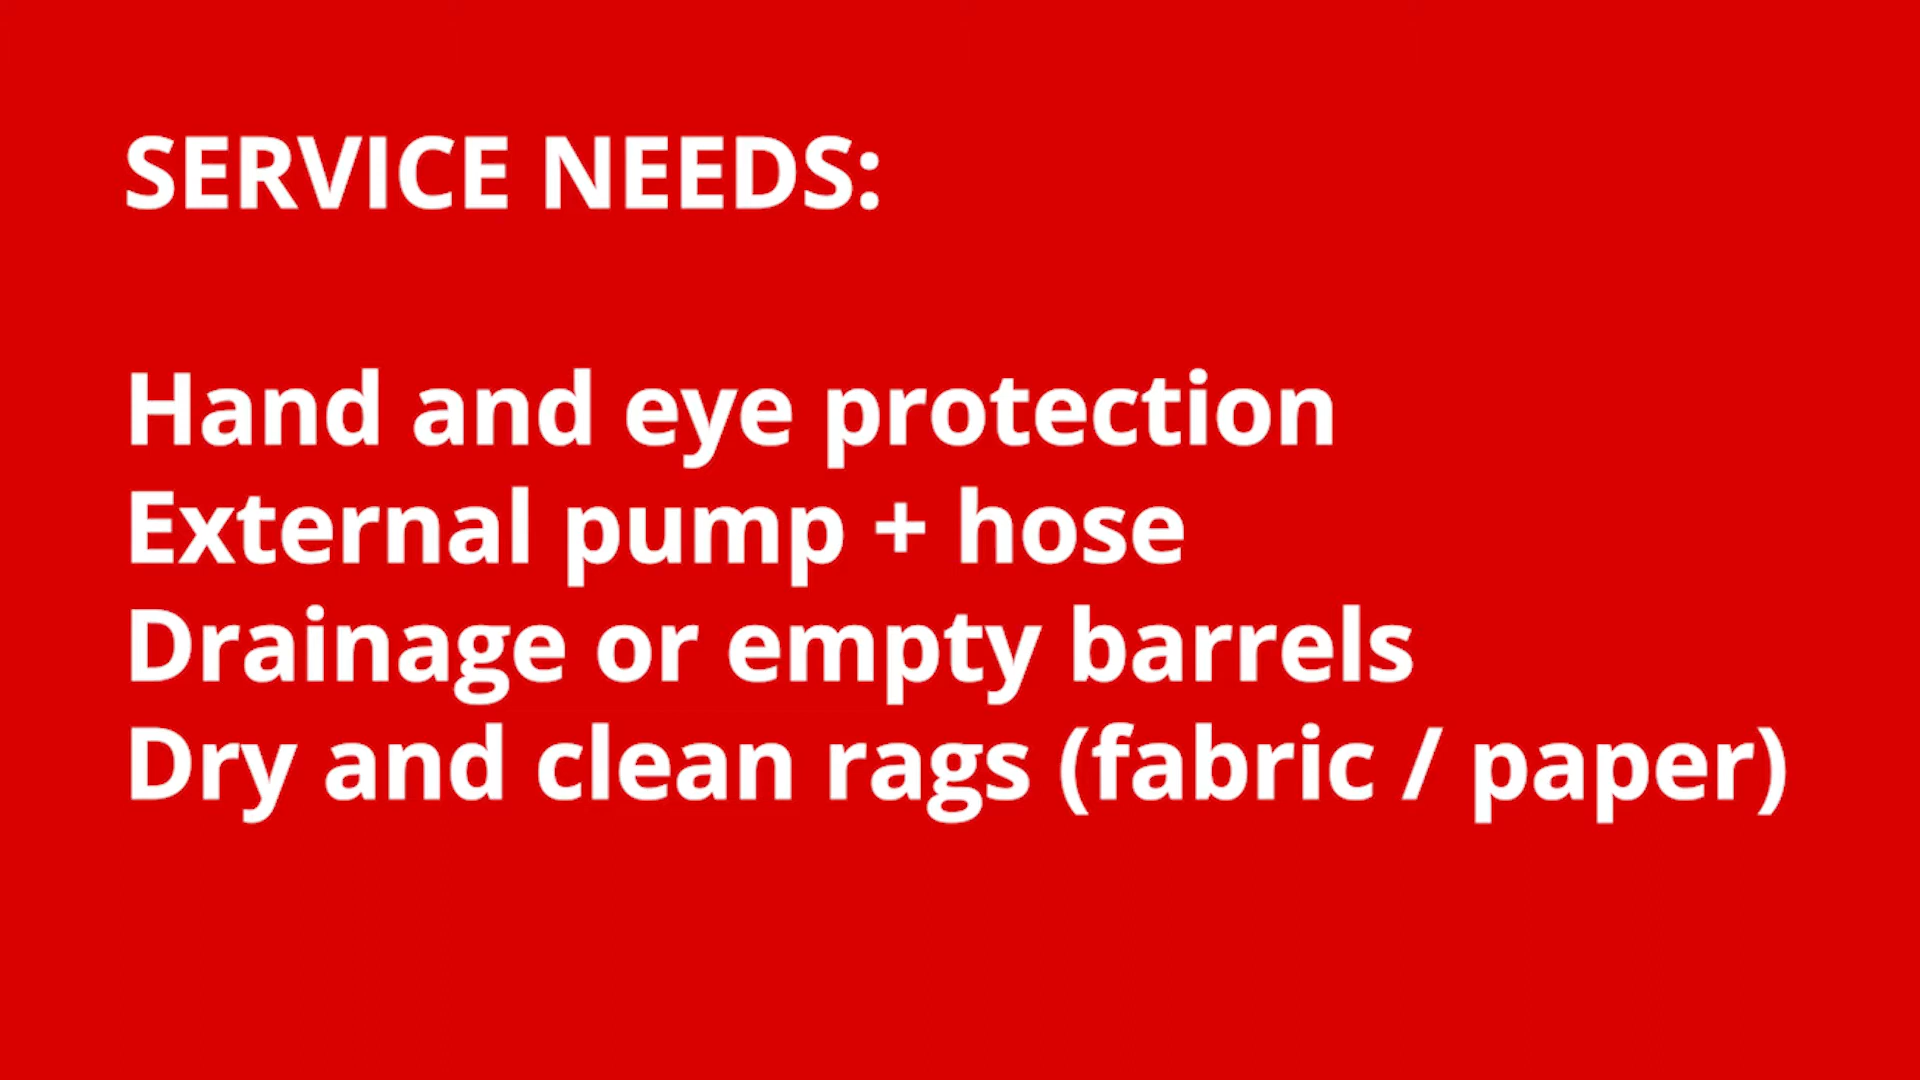 SERVICE NEEDS:
Hand and eye protection
External pump + hose
Drainage or empty barrels
Dry and clean rags (fabric / paper)